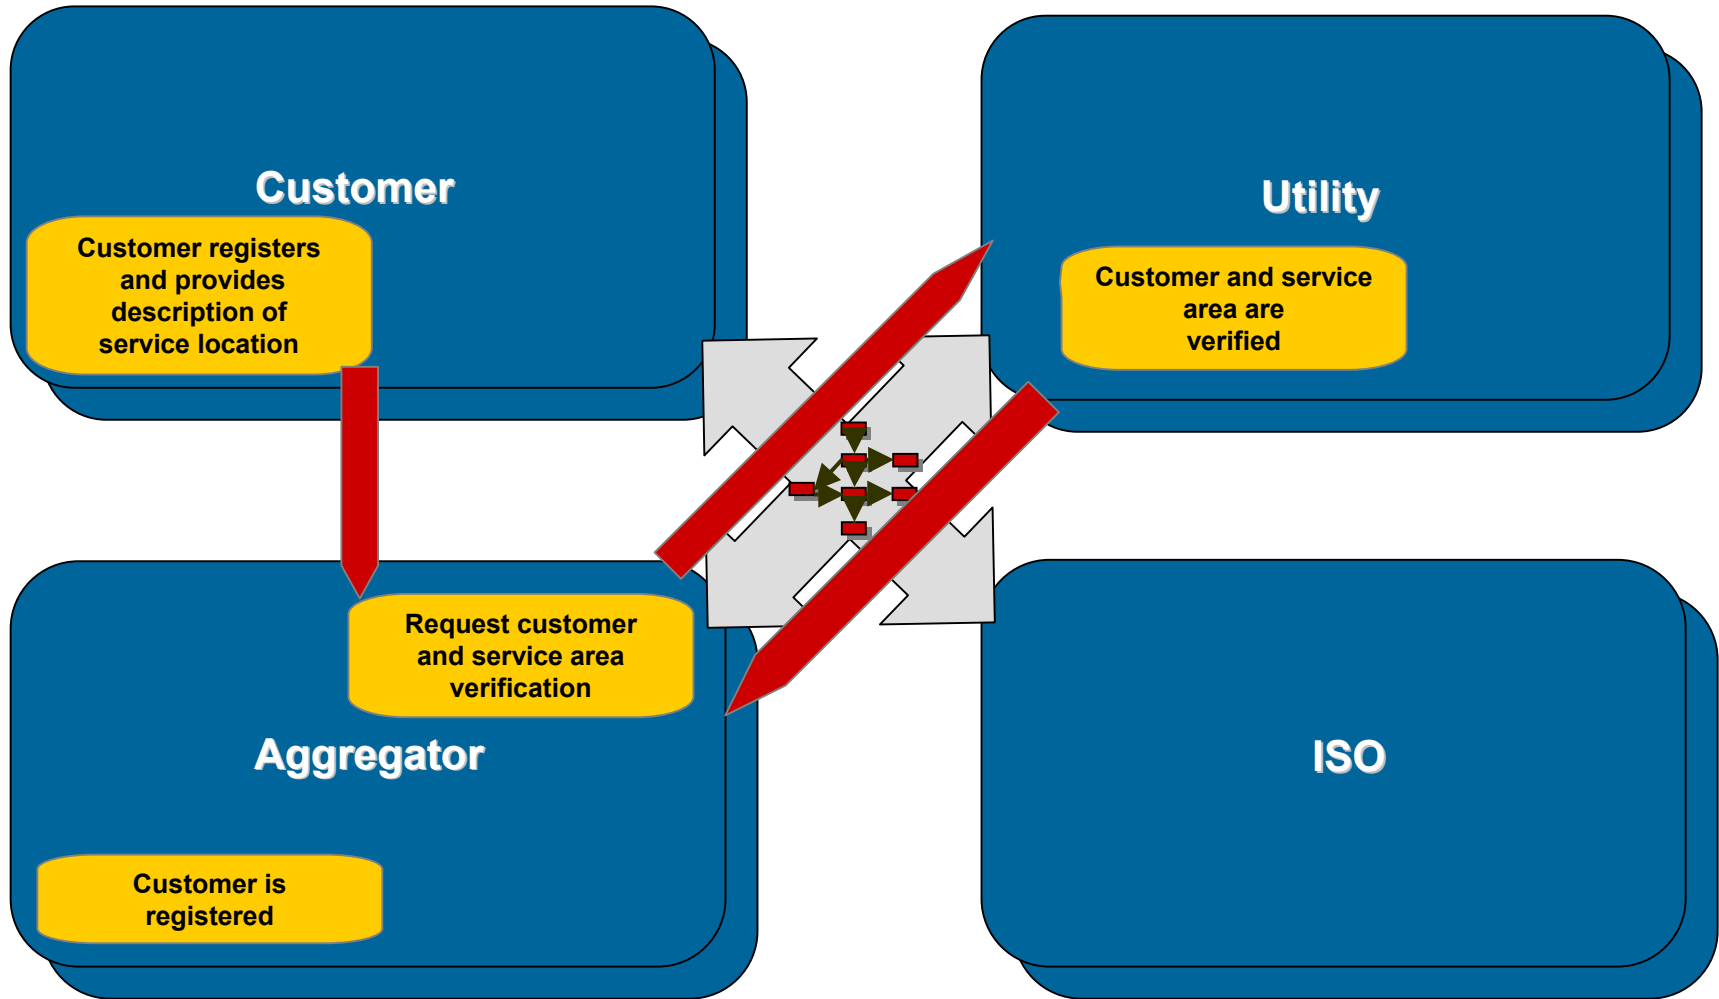 Customer
Customer registers
and provides
description of
service location
Utility
Customer and service
area are
verified
Request customer
and service area
verification
Aggregator
Customer is
registered
ISO